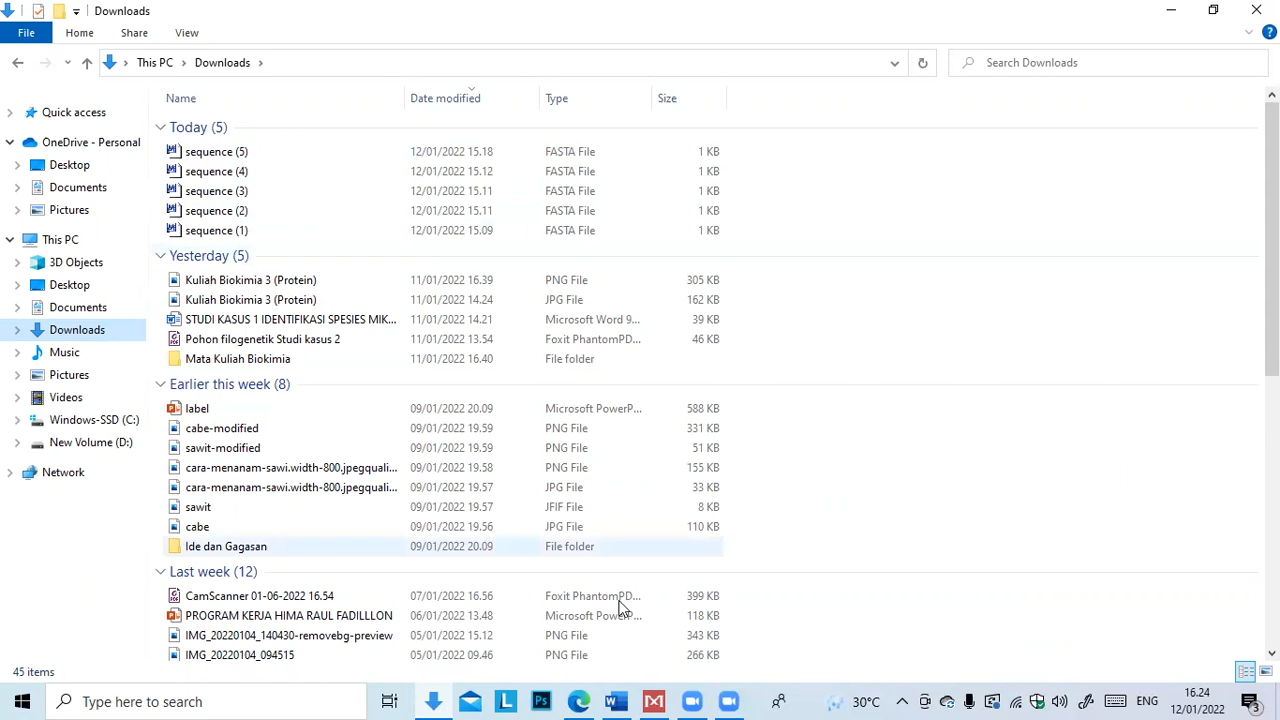 Downloads
File Home Share View
This PC Downloads Search Downloads
Name Date modified Type Size
Quick access
OneDrive - Personal
Desktop
Documents
Pictures
This PC
3D Objects
Desktop
Documents
Downloads
Music
Pictures
Videos
Windows-SSD (C:)
New Volume (D:)
Network
Today (5)
sequence (5) 12/01/2022 15.18 FASTA File 1 KB
sequence (4) 12/01/2022 15.12 FASTA File 1 KB
sequence (3) 12/01/2022 15.11 FASTA File 1 KB
sequence (2) 12/01/2022 15.11 FASTA File 1 KB
sequence (1) 12/01/2022 15.09 FASTA File 1 KB
Yesterday (5)
Kuliah Biokimia 3 (Protein) 11/01/2022 16.39 PNG File 305 KB
Kuliah Biokimia 3 (Protein) 11/01/2022 14.24 JPG File 162 KB
STUDI KASUS 1 IDENTIFIKASI SPESIES MIK... 11/01/2022 14.21 Microsoft Word 9... 39 KB
Pohon filogenetik Studi kasus 2 11/01/2022 13.54 Foxit PhantomPD... 46 KB
Mata Kuliah Biokimia 11/01/2022 16.40 File folder
Earlier this week (8)
label 09/01/2022 20.09 Microsoft PowerP... 588 KB
cabe-modified 09/01/2022 19.59 PNG File 331 KB
sawit-modified 09/01/2022 19.59 PNG File 51 KB
cara-menanam-sawi.width-800.jpegquali... 09/01/2022 19.58 PNG File 155 KB
cara-menanam-sawi.width-800.jpegquali... 09/01/2022 19.57 JPG File 33 KB
sawit 09/01/2022 19.57 JFIF File 8 KB
cabe 09/01/2022 19.56 JPG File 110 KB
Ide dan Gagasan 09/01/2022 20.09 File folder
Last week (12)
CamScanner 01-06-2022 16.54 07/01/2022 16.56 Foxit PhantomPD... 399 KB
PROGRAM KERJA HIMA RAUL FADILLLON 06/01/2022 13.48 Microsoft PowerP... 118 KB
IMG_20220104_140430-removebg-preview 05/01/2022 15.12 PNG File 343 KB
IMG_20220104_094515 05/01/2022 09.46 PNG File 266 KB
45 items
Type here to search 30°C ENG 16.24
12/01/2022 3